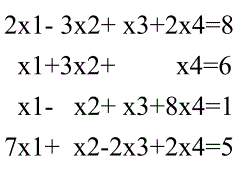 2x1- 3x2+ x3+2x4=8
x1+3x2+ x4=6
x1- x2+ x3+8x4=1
7x1+ x2-2x3+2x4=5